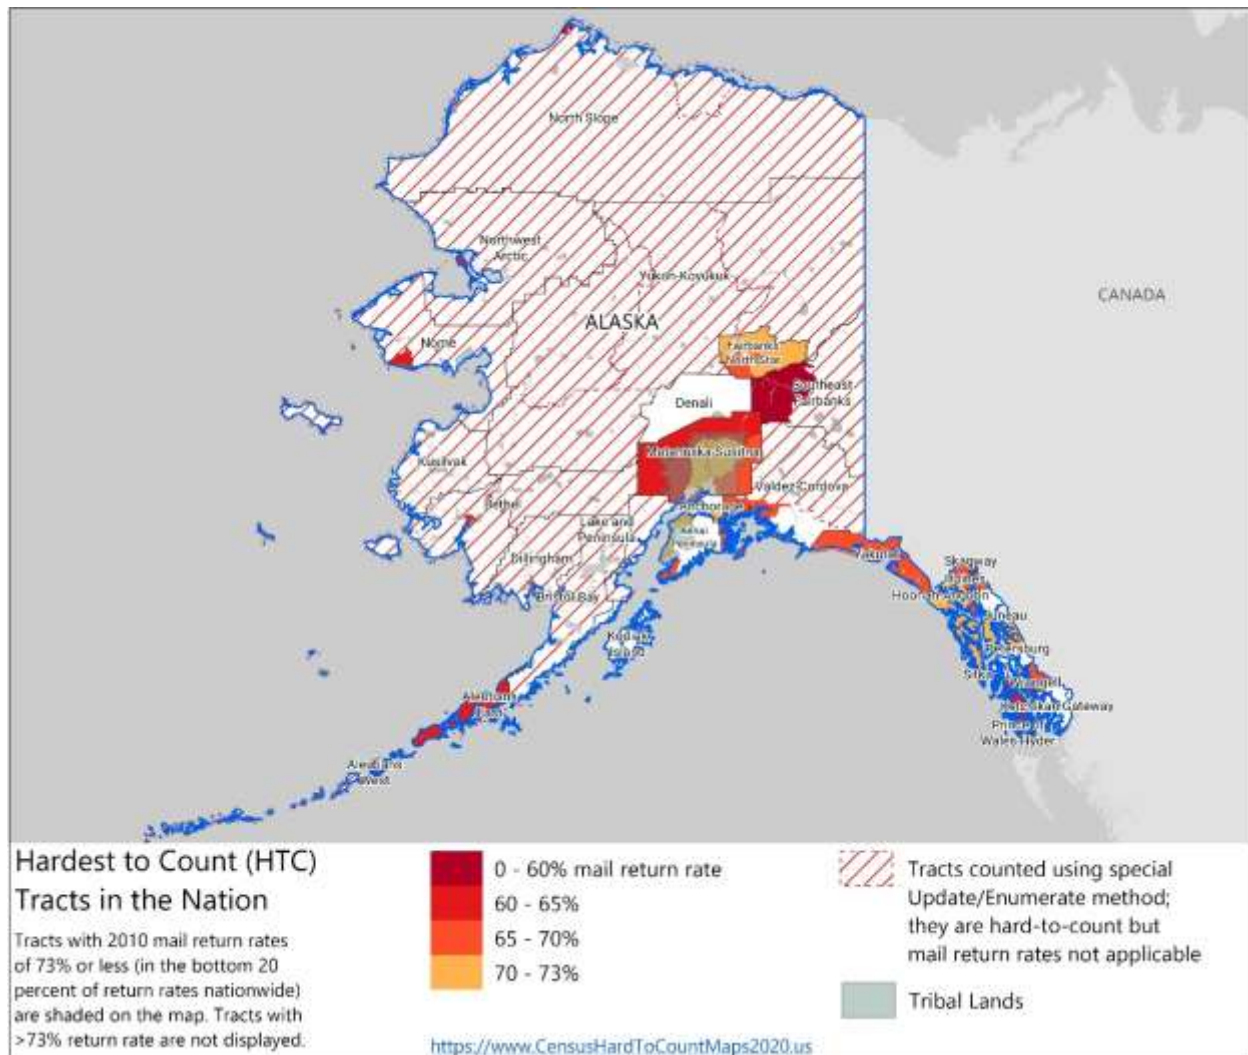 North Slope
Northwest
Arctic
Yukon-Koyukuk
CANADA
ALASKA
Nome
Fairbanks
North Star
Southeast
Fairbanks
Denali
Matanuska-Susitna
Kusilvak
Valdez-Cordova
Bethel
Anchorage
Lake and
Peninsula
Kenai
Peninsula
Dillingham
Yakutat
Skagway
Haines
Bristol Bay
Hoonah Angoon
Juneau
Kodiak
Island
Petersburg
Sitka
Wrangell
Aleutians
East
Ketchikan Gateway
Prince of
Wales Hyder
Aleutians
West
Hardest to Count (HTC)
Tracts in the Nation
Tracts with 2010 mail return rates
of 73% or less (in the bottom 20
percent of return rates nationwide)
are shaded on the map. Tracts with
>73% return rate are not displayed.
0 - 60% mail return rate
60 - 65%
65 - 70%
70 - 73%
https://www.CensusHardToCountMaps2020.us
Tracts counted using special
Update/Enumerate method;
they are hard-to-count but
mail return rates not applicable
Tribal Lands